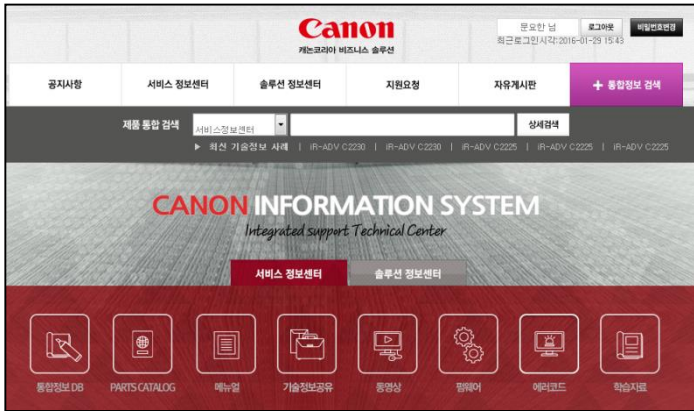 Canon
캐논코리아 비즈니스 솔루션
문요한 님 로그아웃 비밀번호변경
최근로그인시각:2016-01-29 15:43
공지사항 서비스 정보센터 솔루션 정보센터 지원요청 자유게시판 + 통합정보 검색
제품 통합 검색 서비스정보센터 상세검색
▶ 최신 기술정보 사례 | iR-ADV C2230 | iR-ADV C2230 | iR-ADV C2225 | iR-ADV C2225 | iR-ADV C2225
CANON INFORMATION SYSTEM
Integrated support Technical Center
서비스 정보센터 솔루션 정보센터
통합정보 DB PARTS CATALOG 메뉴얼 기술정보공유 동영상 펌웨어 에러코드 학습자료